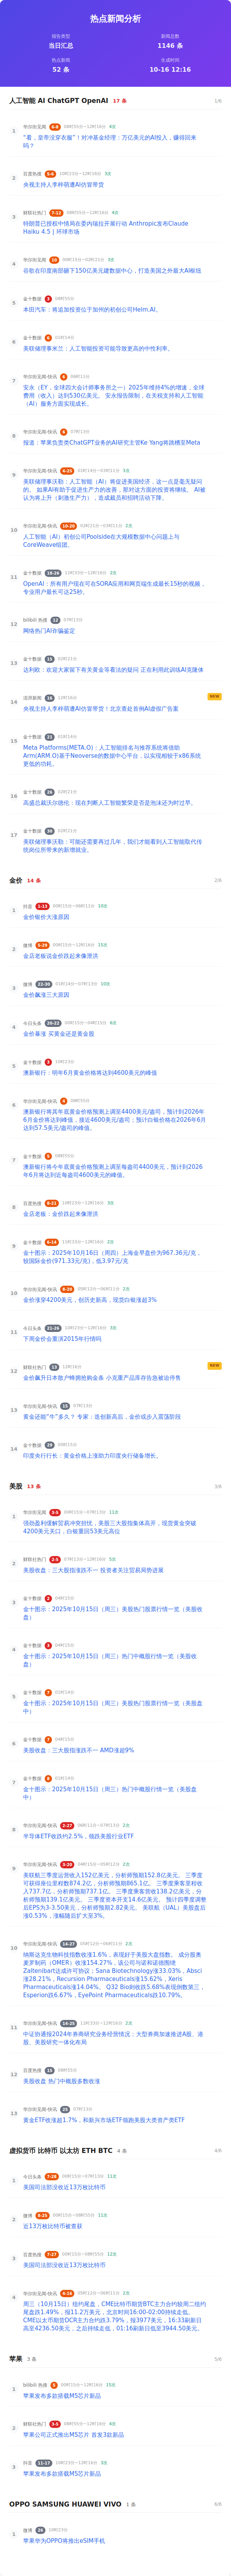 热点新闻分析
报告类型
新闻总数
当日汇总
1146 条
热点新闻
生成时间
52 条
10-16 12:16
人工智能 AI ChatGPT OpenAI 17 条 1/6
1
华尔街见闻
“看，皇帝没穿衣服”！对冲基金经理：万亿美元的AI投入，赚得回来
吗？
2
百度热搜
央视主持人李梓萌遭AI仿冒带货
3
财联社热门
特朗普已授权中情局在委内瑞拉开展行动 Anthropic发布Claude
Haiku 4.5丨环球市场
4
华尔街见闻
谷歌在印度南部砸下150亿美元建数据中心，打造美国之外最大AI枢纽
5
金十数据
本田汽车：将追加投资位于加州的初创公司Helm.AI。
6
金十数据
美联储理事米兰：人工智能投资可能导致更高的中性利率。
7
华尔街见闻-快讯
安永（EY，全球四大会计师事务所之一）2025年维持4%的增速，全球
费用（收入）达到530亿美元。 安永报告限制，在关税支持和人工智能
（AI）服务方面实现成长。
8
华尔街见闻-快讯
报道：苹果负责类ChatGPT业务的AI研究主管Ke Yang将跳槽至Meta
9
华尔街见闻-快讯
美联储理事沃勒：人工智能（AI）将促进美国经济，这一点是毫无疑问
的。 如果AI有助于促进生产力的改善，那对这方面的投资将继续。 AI被
认为将上升（刺激生产力），造成裁员和招聘活动下降。
10
华尔街见闻-快讯
人工智能（AI）初创公司Poolside在大规模数据中心问题上与
CoreWeave组团。
11
金十数据
OpenAI：所有用户现在可在SORA应用和网页端生成最长15秒的视频，
专业用户最长可达25秒。
12
bilibili 热搜
网络热门AI诈骗鉴定
13
金十数据
达利欧：欢迎大家留下有关黄金等看法的疑问 正在利用此训练AI克隆体
14
澎湃新闻
NEW
央视主持人李梓萌遭AI仿冒带货！北京查处首例AI虚假广告案
15
金十数据
Meta Platforms(META.O)：人工智能排名与推荐系统将借助
Arm(ARM.O)基于Neoverse的数据中心平台，以实现相较于x86系统
更低的功耗。
16
金十数据
高盛总裁沃尔德伦：现在判断人工智能繁荣是否是泡沫还为时过早。
17
金十数据
美联储理事沃勒：可能还需要再过几年，我们才能看到人工智能取代传
统岗位所带来的新增就业。
金价 14 条 2/6
1
抖音
金价银价大涨原因
2
微博
金店老板说金价跌起来像泄洪
3
微博
金价飙涨三大原因
4
今日头条
金价暴涨 买黄金还是黄金股
5
金十数据
澳新银行：明年6月黄金价格将达到4600美元的峰值
6
华尔街见闻-快讯
澳新银行将其年底黄金价格预测上调至4400美元/盎司，预计到2026年
6月金价将达到峰值，接近4600美元/盎司；预计白银价格在2026年6月
达到57.5美元/盎司的峰值。
7
金十数据
澳新银行将今年底黄金价格预测上调至每盎司4400美元，预计到2026
年6月将达到近每盎司4600美元的峰值。
8
百度热搜
金店老板：金价跌起来像泄洪
9
金十数据
金十图示：2025年10月16日（周四）上海金早盘价为967.36元/克，
较国际金价(971.33元/克)，低3.97元/克
10
华尔街见闻-快讯
金价涨穿4200美元，创历史新高，现货白银涨超3%
11
今日头条
下周金价会重演2015年行情吗
12
财联社热门
NEW
金价飙升日本散户蜂拥抢购金条 小克重产品库存告急被迫停售
13
华尔街见闻
黄金还能“牛”多久？ 专家：迭创新高后，金价或步入震荡阶段
14
金十数据
印度央行行长：黄金价格上涨助力印度央行储备增长。
美股 13 条 3/6
1
华尔街见闻
强劲盈利缓解贸易冲突担忧，美股三大股指集体高开，现货黄金突破
4200美元关口，白银重回53美元高位
2
财联社热门
美股收盘：三大股指涨跌不一 投资者关注贸易局势进展
3
金十数据
金十图示：2025年10月15日（周三）美股热门股票行情一览（美股收
盘）
4
金十数据
金十图示：2025年10月15日（周三）热门中概股行情一览（美股收
盘）
5
金十数据
金十图示：2025年10月15日（周三）美股热门股票行情一览（美股盘
中）
6
金十数据
美股收盘：三大股指涨跌不一 AMD涨超9%
7
金十数据
金十图示：2025年10月15日（周三）热门中概股行情一览（美股盘
中）
8
华尔街见闻-快讯
半导体ETF收跌约2.5%，领跌美股行业ETF
9
华尔街见闻-快讯
美联航三季度运营收入152亿美元，分析师预期152.8亿美元。 三季度
可获得座位里程数874.2亿，分析师预期865.1亿。 三季度乘客里程收
入737.7亿，分析师预期737.1亿。 三季度乘客营收138.2亿美元，分
析师预期139.1亿美元。 三季度资本开支14.6亿美元。 预计四季度调整
后EPS为3-3.50美元，分析师预期2.82美元。 美联航（UAL）美股盘后
涨0.53%，涨幅随后扩大至3%。
10
华尔街见闻-快讯
纳斯达克生物科技指数收涨1.6%，表现好于美股大盘指数。 成分股奥
麦罗制药（OMER）收涨154.27%，该公司与诺和诺德围绕
Zaltenibart达成许可协议；Sana Biotechnology涨33.03%，Absci
涨28.21%，Recursion Pharmaceuticals涨15.62%，Xeris
Pharmaceuticals涨14.04%。 Q32 Bio则收跌5.68%表现倒数第三，
Esperion跌6.67%，EyePoint Pharmaceuticals跌10.79%。
11
华尔街见闻-快讯
中证协通报2024年券商研究业务经营情况：大型券商加速推进A股、港
股、美股研究一体化布局
12
百度热搜
美股收盘 热门中概股多数收涨
13
华尔街见闻-快讯
黄金ETF收涨超1.7%，和新兴市场ETF领跑美股大类资产类ETF
虚拟货币 比特币 以太坊 ETH BTC 4 条 4/6
1
今日头条
美国司法部没收近13万枚比特币
2
微博
近13万枚比特币被查获
3
百度热搜
美国司法部没收近13万枚比特币
4
华尔街见闻-快讯
周三（10月15日）纽约尾盘，CME比特币期货BTC主力合约较周二纽约
尾盘跌1.49%，报11.2万美元，北京时间16:00-02:00持续走低。
CME以太币期货DCR主力合约跌3.79%，报3977美元，16:33刷新日
高至4236.50美元，之后持续走低，01:16刷新日低至3944.50美元。
苹果 3 条 5/6
1
bilibili 热搜
苹果发布多款搭载M5芯片新品
2
财联社热门
苹果公司正式推出M5芯片 首发3款新品
3
抖音
苹果发布多款搭载M5芯片新品
OPPO SAMSUNG HUAWEI VIVO 1 条 6/6
1
微博
苹果华为OPPO将推出eSIM手机